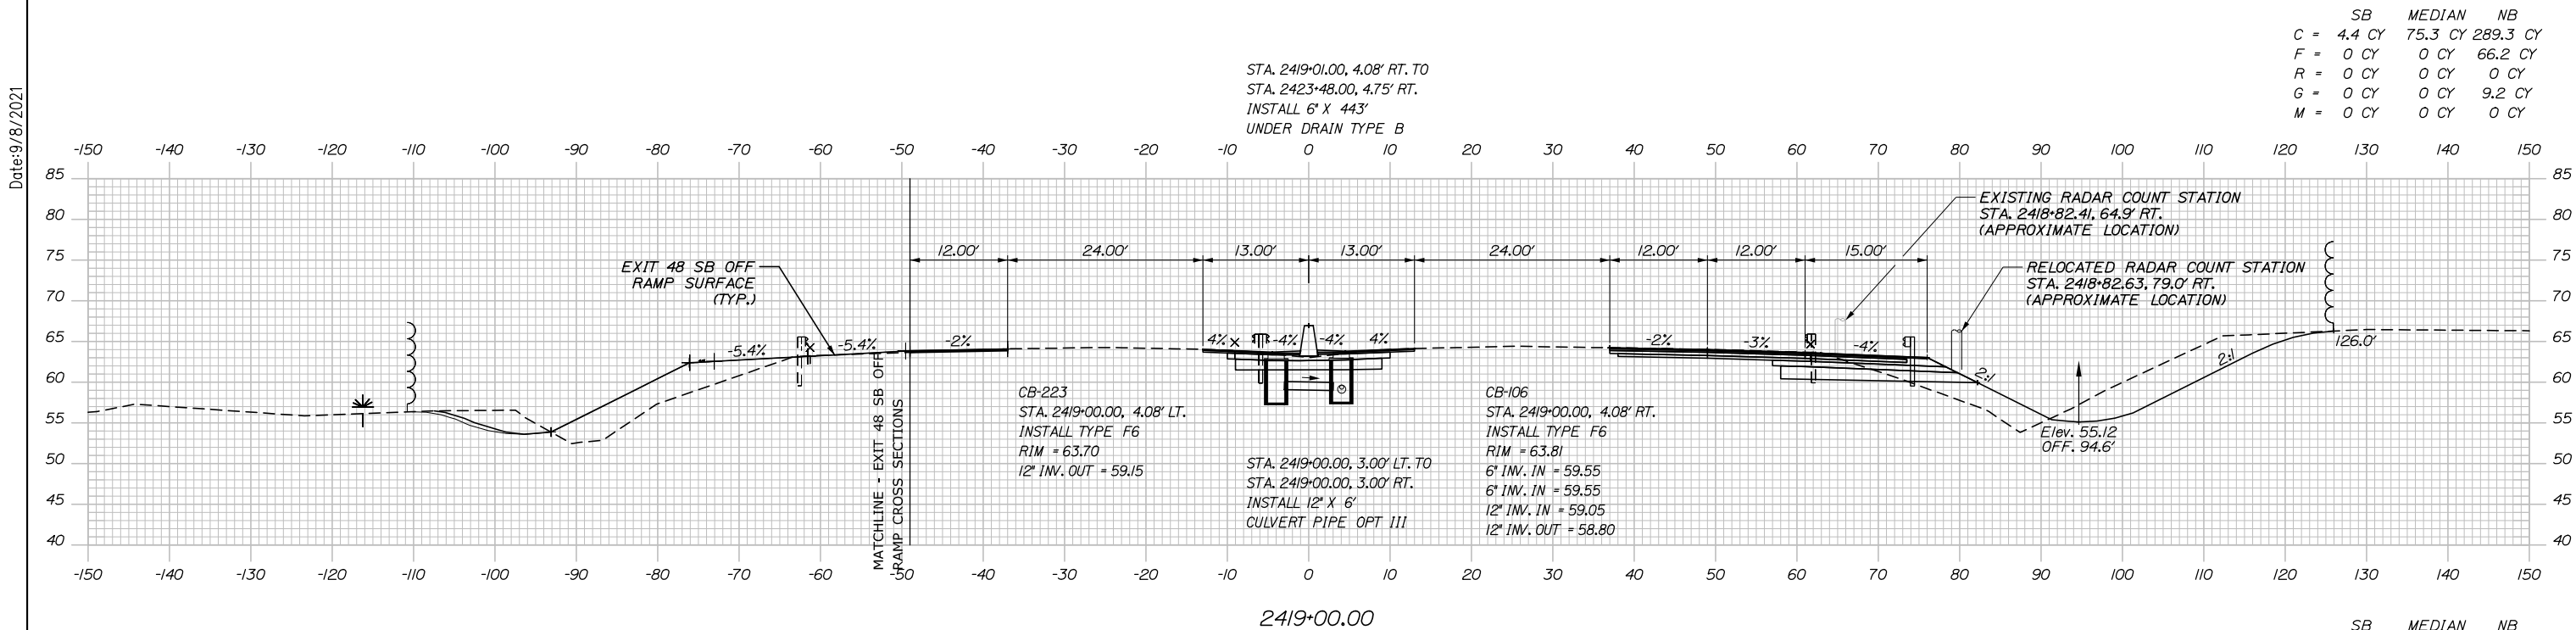 Date:9/8/2021
SB MEDIAN NB
C = 4.4 CY 75.3 CY 289.3 CY
F = 0 CY 0 CY 66.2 CY
R = 0 CY 0 CY 0 CY
G = 0 CY 0 CY 9.2 CY
M = 0 CY 0 CY 0 CY
STA. 2419+01.00, 4.08' RT. TO
STA. 2423+48.00, 4.75' RT.
INSTALL 6" X 443'
UNDER DRAIN TYPE B
-150 -140 -130 -120 -110 -100 -90 -80 -70 -60 -50 -40 -30 -20 -10 0 10 20 30 40 50 60 70 80 90 100 110 120 130 140 150
85 85
80 80
75 75
70 70
65 65
60 60
55 55
50 50
45 45
40 40
EXISTING RADAR COUNT STATION
STA. 2418+82.41, 64.9' RT.
(APPROXIMATE LOCATION)
12.00' 24.00' 13.00' 13.00' 24.00' 12.00' 12.00' 15.00'
EXIT 48 SB OFF
RAMP SURFACE
(TYP.)
RELOCATED RADAR COUNT STATION
STA. 2418+82.63, 79.0' RT.
(APPROXIMATE LOCATION)
-5.4% -5.4% -2% 4% -4% -4% 4% -2% -3% -4%
2:1
2:1
126.0'
Elev. 55.12
OFF. 94.6'
MATCHLINE - EXIT 48 SB OFF
RAMP CROSS SECTIONS
CB-223
STA. 2419+00.00, 4.08' LT.
INSTALL TYPE F6
RIM = 63.70
12" INV. OUT = 59.15
STA. 2419+00.00, 3.00' LT. TO
STA. 2419+00.00, 3.00' RT.
INSTALL 12" X 6'
CULVERT PIPE OPT III
CB-106
STA. 2419+00.00, 4.08' RT.
INSTALL TYPE F6
RIM = 63.81
6" INV. IN = 59.55
6" INV. IN = 59.55
12" INV. IN = 59.05
12" INV. OUT = 58.80
-150 -140 -130 -120 -110 -100 -90 -80 -70 -60 -50 -40 -30 -20 -10 0 10 20 30 40 50 60 70 80 90 100 110 120 130 140 150
2419+00.00
SB MEDIAN NB